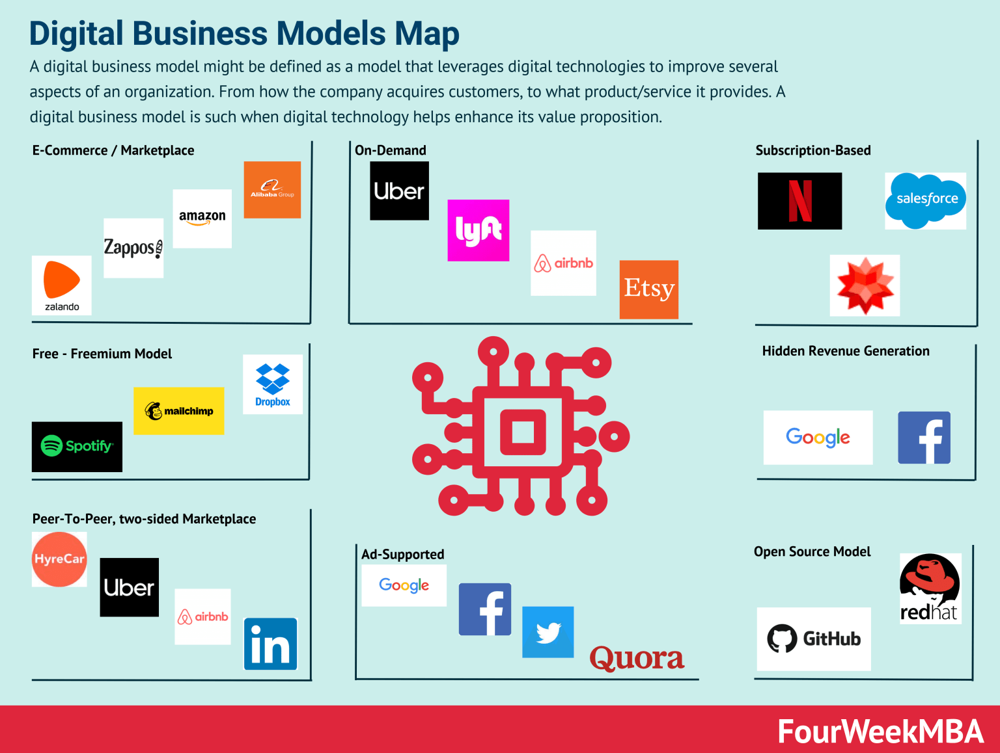 Digital Business Models Map
A digital business model might be defined as a model that leverages digital technologies to improve several
aspects of an organization. From how the company acquires customers, to what product/service it provides. A
digital business model is such when digital technology helps enhance its value proposition.
E-Commerce / Marketplace
Alibaba Group
amazon
Zappos!
zalando
On-Demand
Uber
lyft
airbnb
Etsy
Subscription-Based
N
salesforce
Free - Freemium Model
Dropbox
mailchimp
Spotify
Hidden Revenue Generation
Google
f
Peer-To-Peer, two-sided Marketplace
HyreCar
Uber
airbnb
in
Ad-Supported
Google
f
Quora
Open Source Model
redhat
GitHub
FourWeekMBA